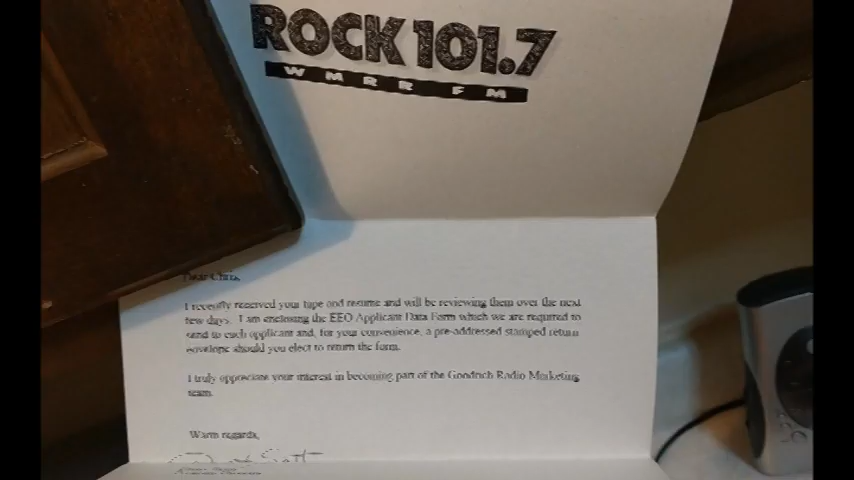 ROCK 101.7
WMRR FM
Dear Chris,
I recently received your tape and resume and will be reviewing them over the next
few days. I am enclosing the EEO Applicant Data Form which we are required to
send to each applicant and, for your convenience, a pre-addressed stamped return
envelope should you elect to return the form.
I truly appreciate your interest in becoming part of the Goodrich Radio Marketing
team.
Warm regards,